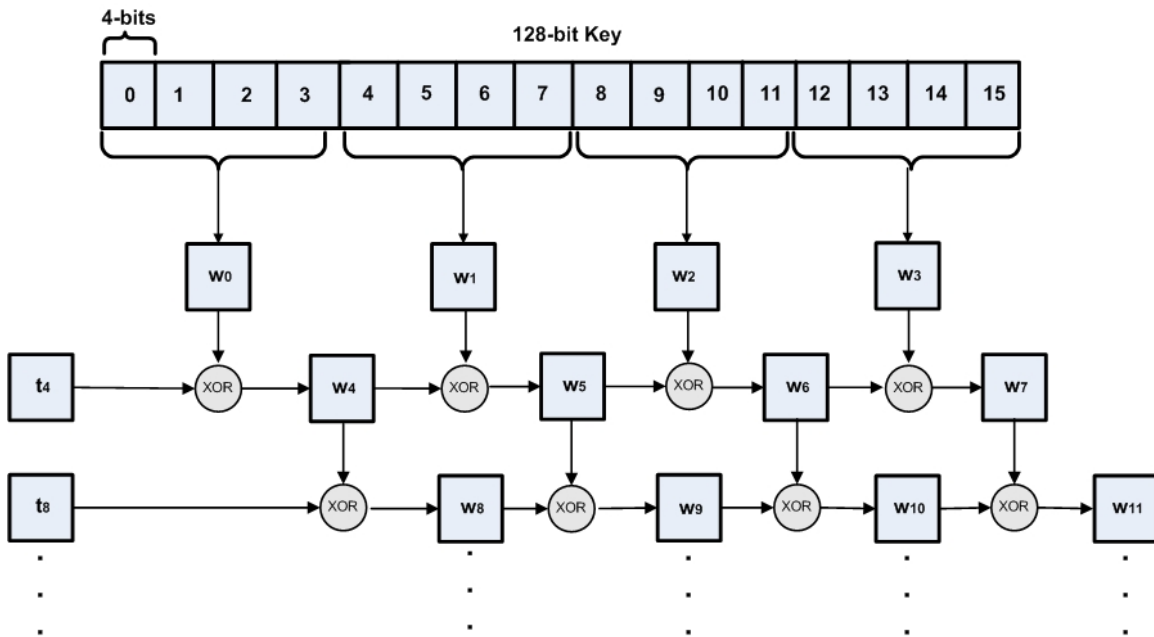 4-bits
128-bit Key
0 1 2 3 4 5 6 7 8 9 10 11 12 13 14 15
w0 w1 w2 w3
t4 XOR w4 XOR w5 XOR w6 XOR w7
t8 XOR w8 XOR w9 XOR w10 XOR w11